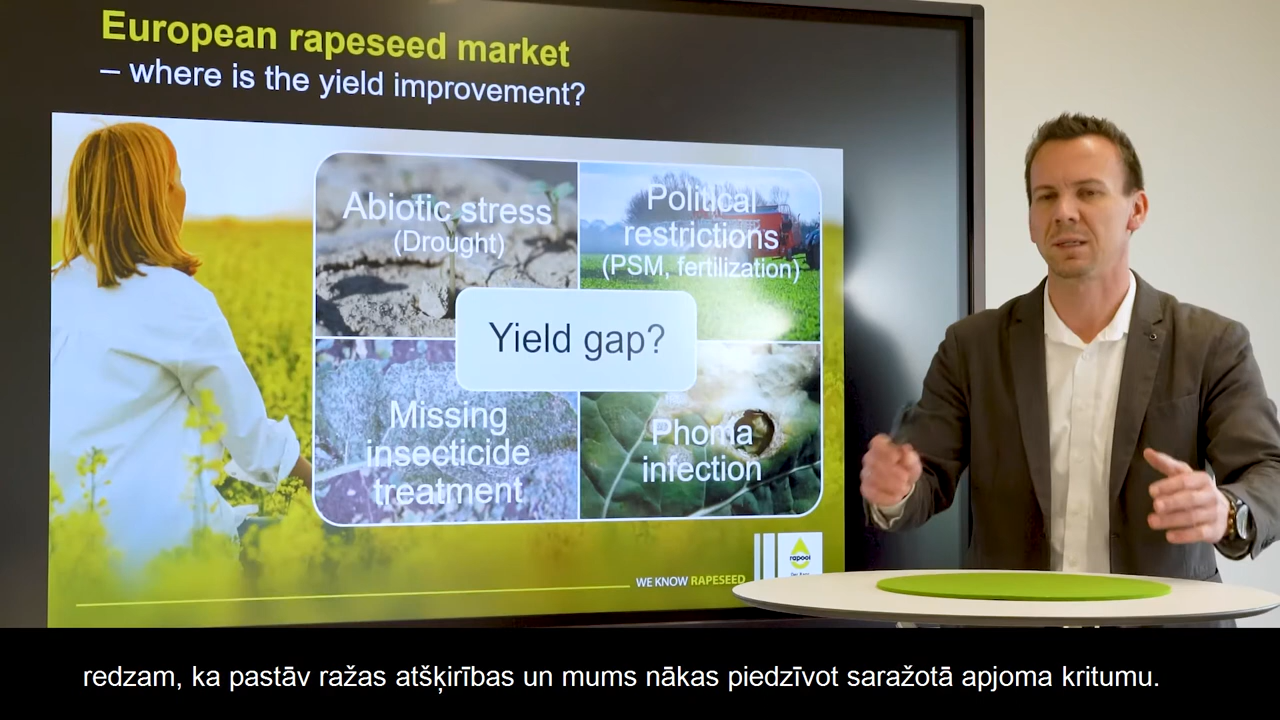 European rapeseed market
– where is the yield improvement?
Abiotic stress
(Drought)
Political
restrictions
(PSM, fertilization)
Yield gap?
Missing
insecticide
treatment
Phoma
infection
WE KNOW RAPESEED
rapool
redzam, ka pastāv ražas atšķirības un mums nākas piedzīvot saražotā apjoma kritumu.